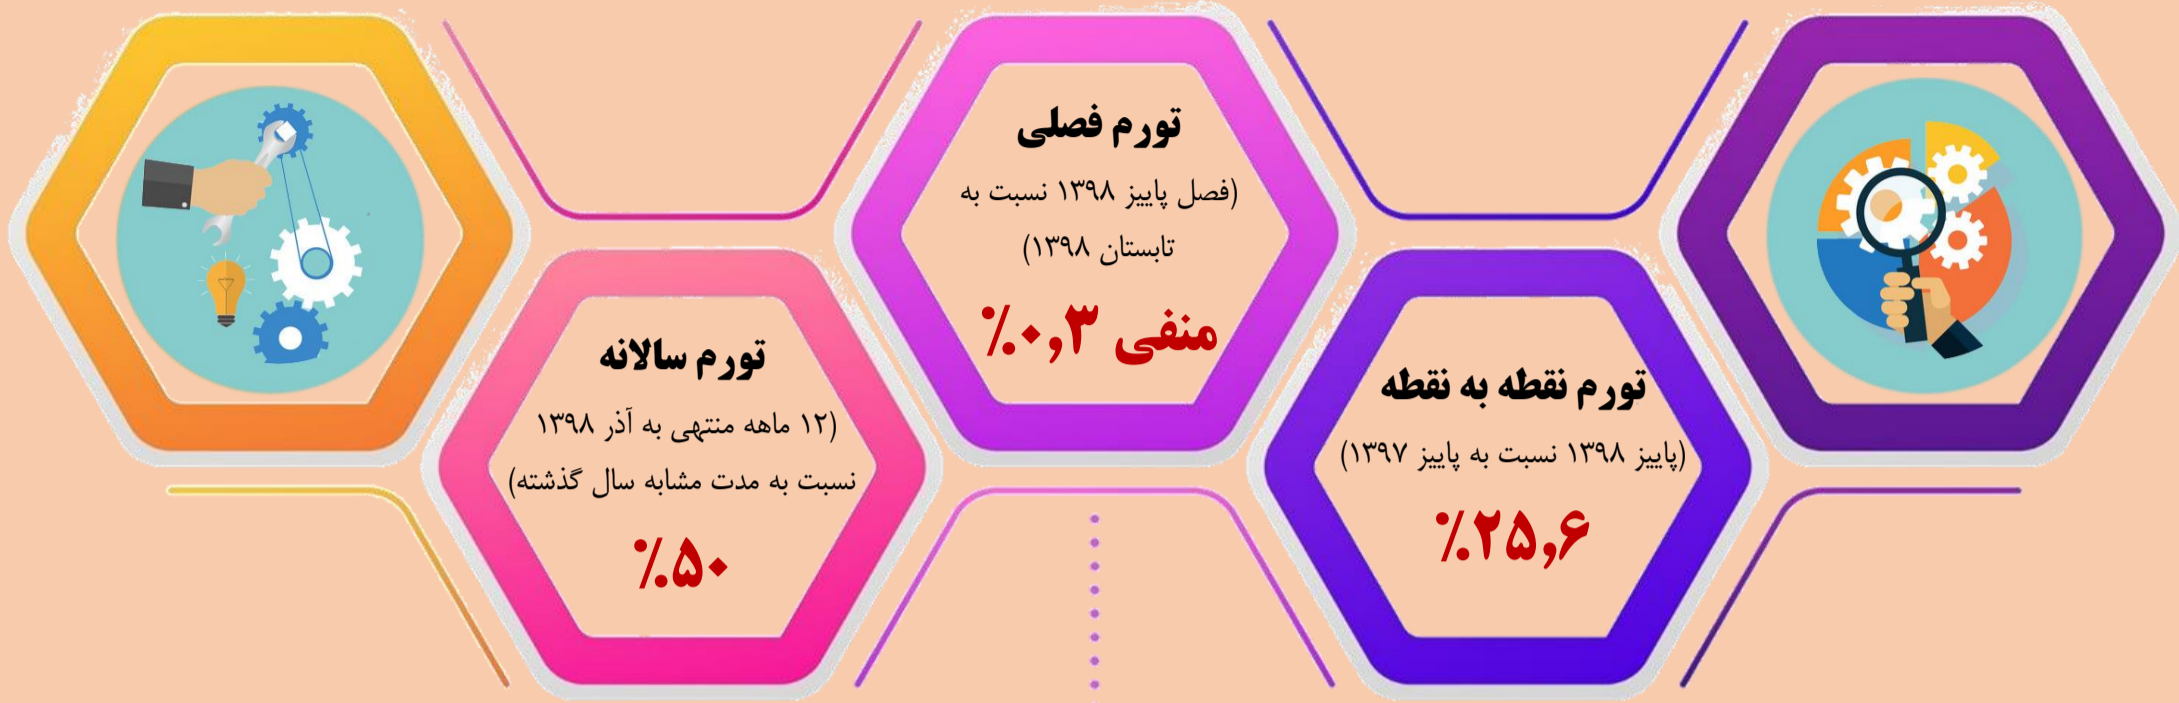 تورم فصلی
(فصل پاییز ۱۳۹۸ نسبت به
تابستان ۱۳۹۸)
منفی ۰,۳٪
تورم نقطه به نقطه
(پاییز ۱۳۹۸ نسبت به پاییز ۱۳۹۷)
۲۵,۶٪
تورم سالانه
(۱۲ ماهه منتهی به آذر ۱۳۹۸
نسبت به مدت مشابه سال گذشته)
۵۰٪